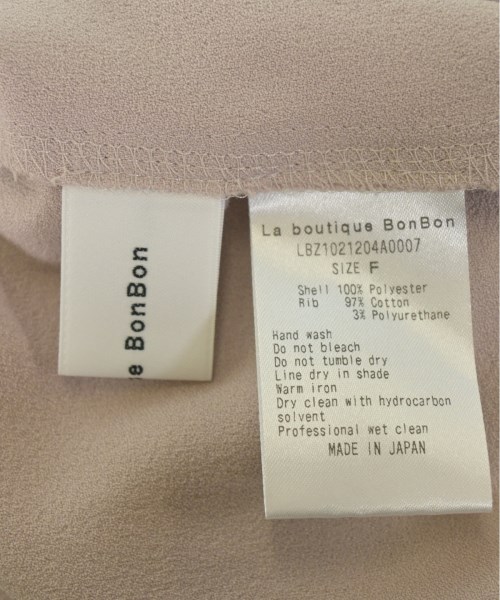 e BonBon
La boutique BonBon
LBZ1021204A0007
SIZE F
Shell 100% Polyester
Rib 97% Cotton
3% Polyurethane
Hand wash
Do not bleach
Do not tumble dry
Line dry in shade
Warm iron
Dry clean with hydrocarbon
solvent
Professional wet clean
MADE IN JAPAN